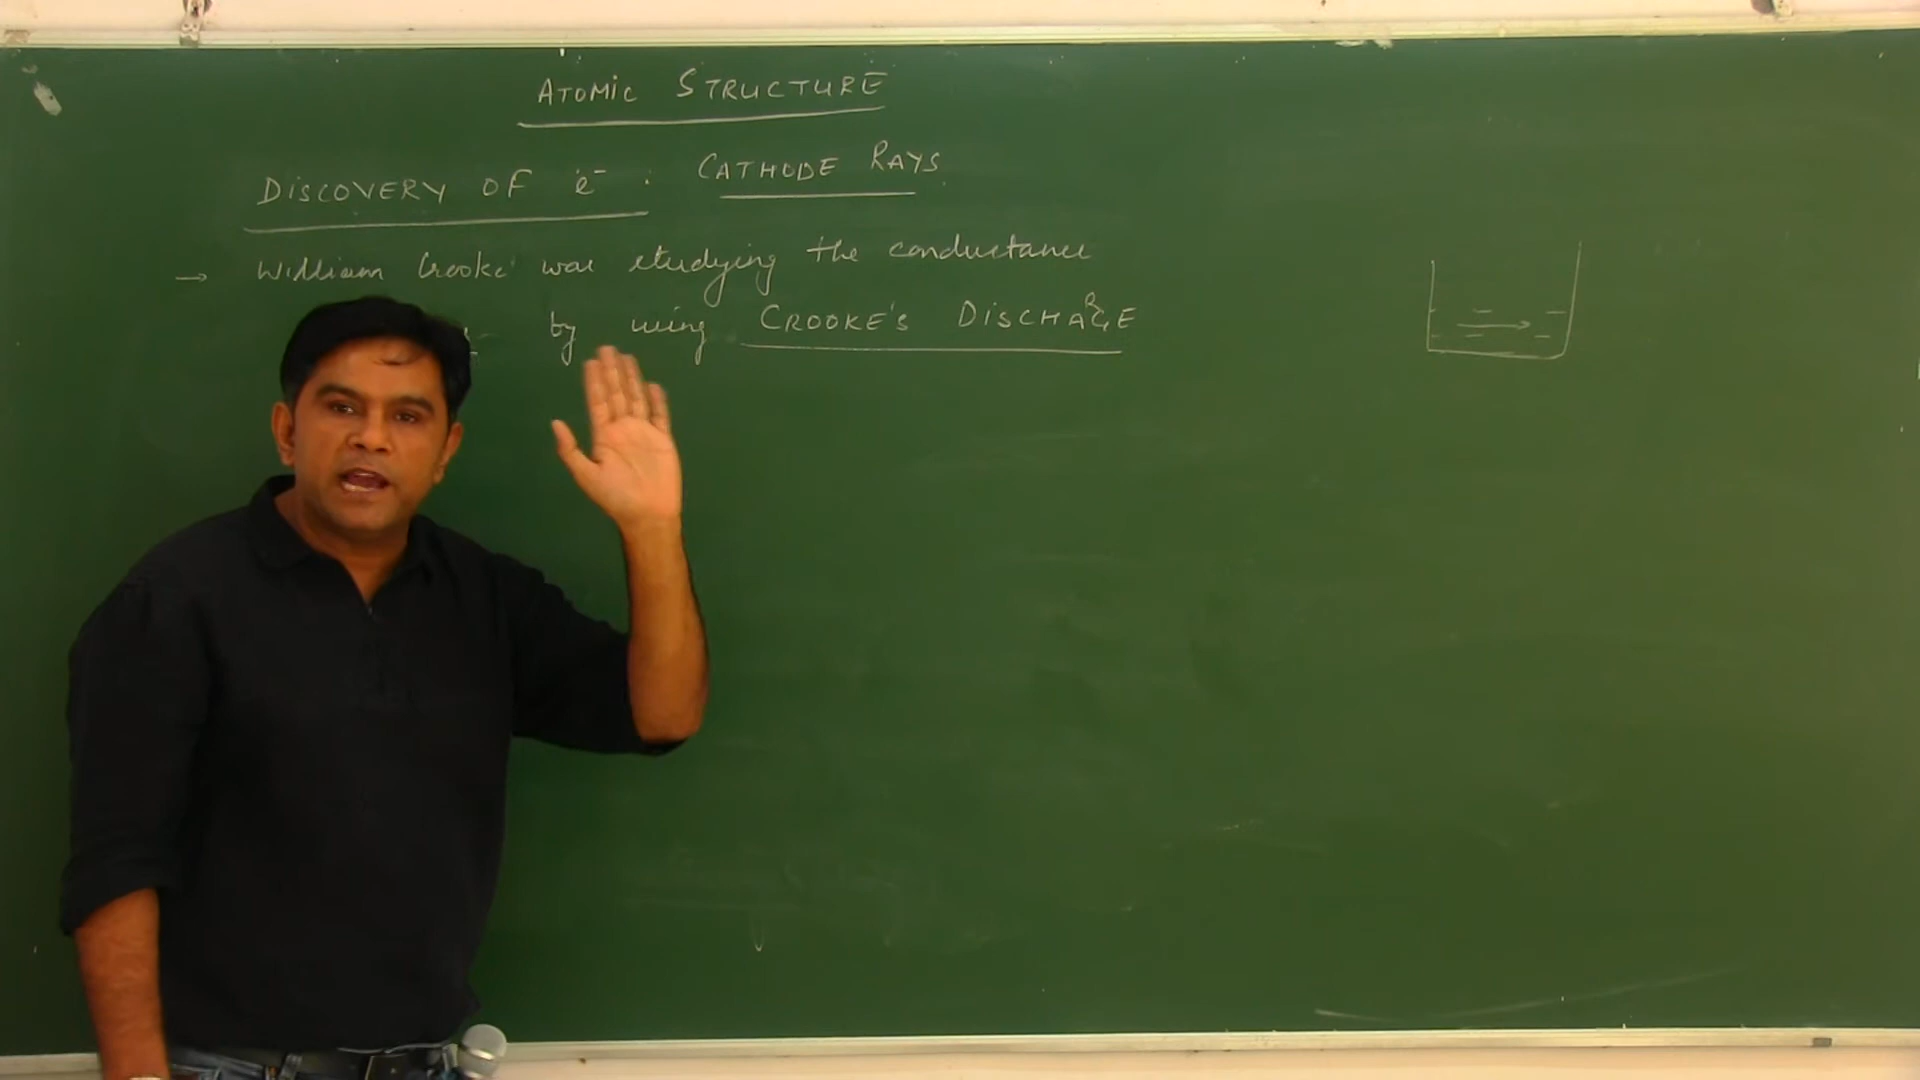 ATOMIC STRUCTURE
DISCOVERY OF e⁻ : CATHODE RAYS
→ William Crooke was studying the conductance
by using CROOKE'S DISCHARGE